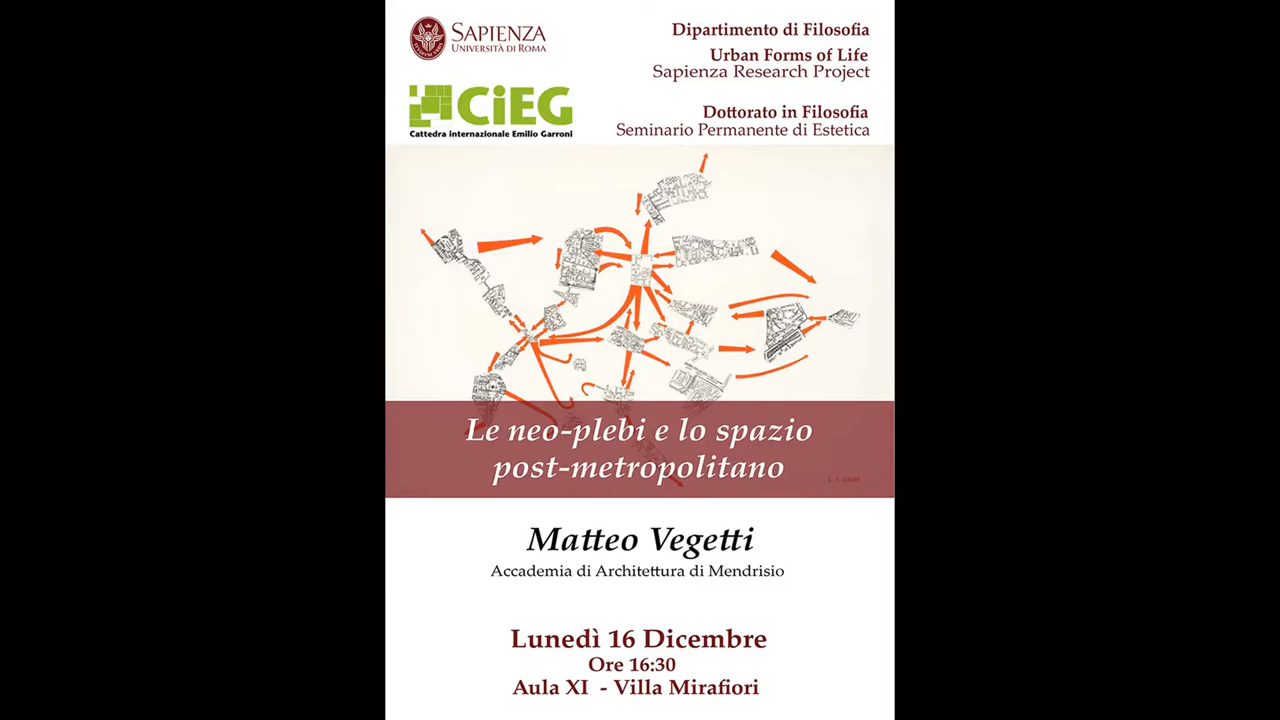 SAPIENZA
UNIVERSITÀ DI ROMA
CiEG
Cattedra internazionale Emilio Garroni
Dipartimento di Filosofia
Urban Forms of Life
Sapienza Research Project
Dottorato in Filosofia
Seminario Permanente di Estetica
Le neo-plebi e lo spazio
post-metropolitano
Matteo Vegetti
Accademia di Architettura di Mendrisio
Lunedì 16 Dicembre
Ore 16:30
Aula XI - Villa Mirafiori